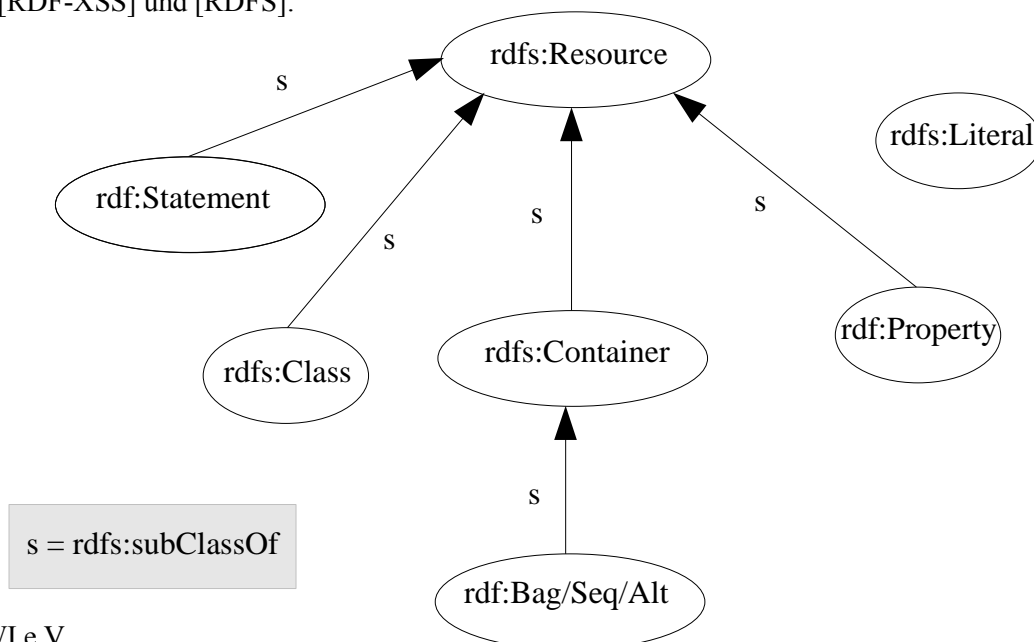 [RDF-XSS] und [RDFS].
rdfs:Resource
s
rdfs:Literal
rdf:Statement
s
s
s
rdf:Property
rdfs:Container
rdfs:Class
s
s = rdfs:subClassOf
rdf:Bag/Seq/Alt
e.V.